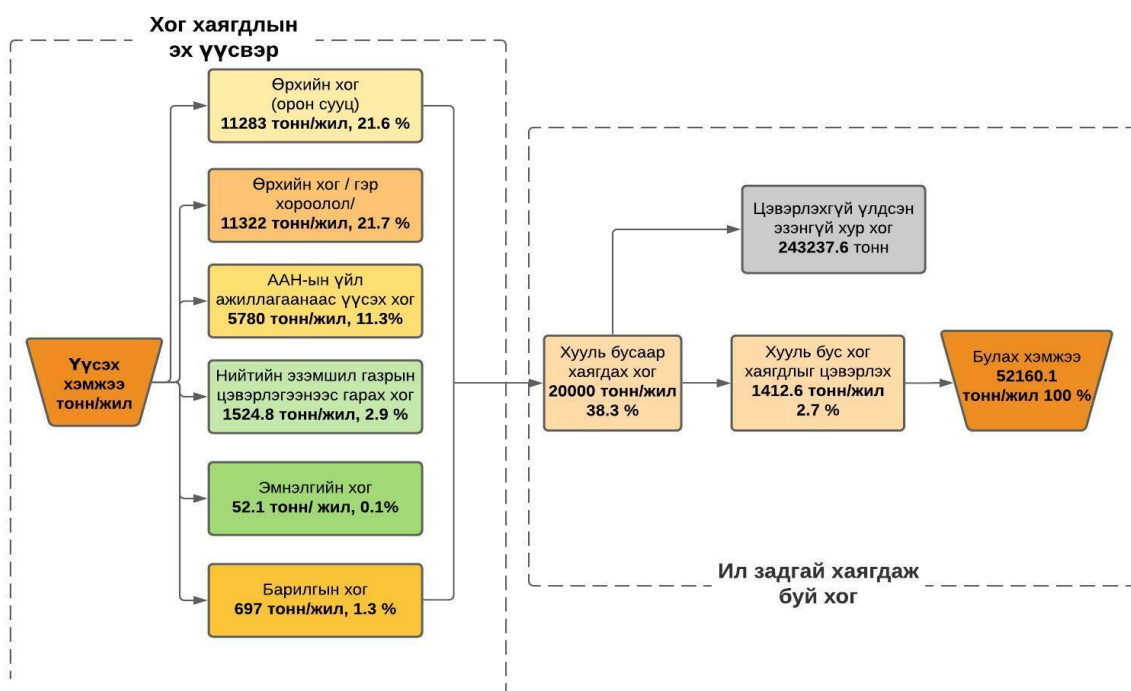 Хог хаягдлын
эх үүсвэр
Өрхийн хог
(орон сууц)
11283 тонн/жил, 21.6 %
Өрхийн хог / гэр
хороолол/
11322 тонн/жил, 21.7 %
ААН-ын үйл
ажиллагаанаас үүсэх хог
5780 тонн/жил, 11.3%
Үүсэх
хэмжээ
тонн/жил
Нийтийн эзэмшил газрын
цэвэрлэгээнээс гарах хог
1524.8 тонн/жил, 2.9 %
Эмнэлгийн хог
52.1 тонн/ жил, 0.1%
Барилгын хог
697 тонн/жил, 1.3 %
Цэвэрлэхгүй үлдсэн
эзэнгүй хур хог
243237.6 тонн
Хууль бусаар
хаягдах хог
20000 тонн/жил
38.3 %
Хууль бус хог
хаягдлыг цэвэрлэх
1412.6 тонн/жил
2.7 %
Булах хэмжээ
52160.1
тонн/жил 100 %
Ил задгай хаягдаж
буй хог